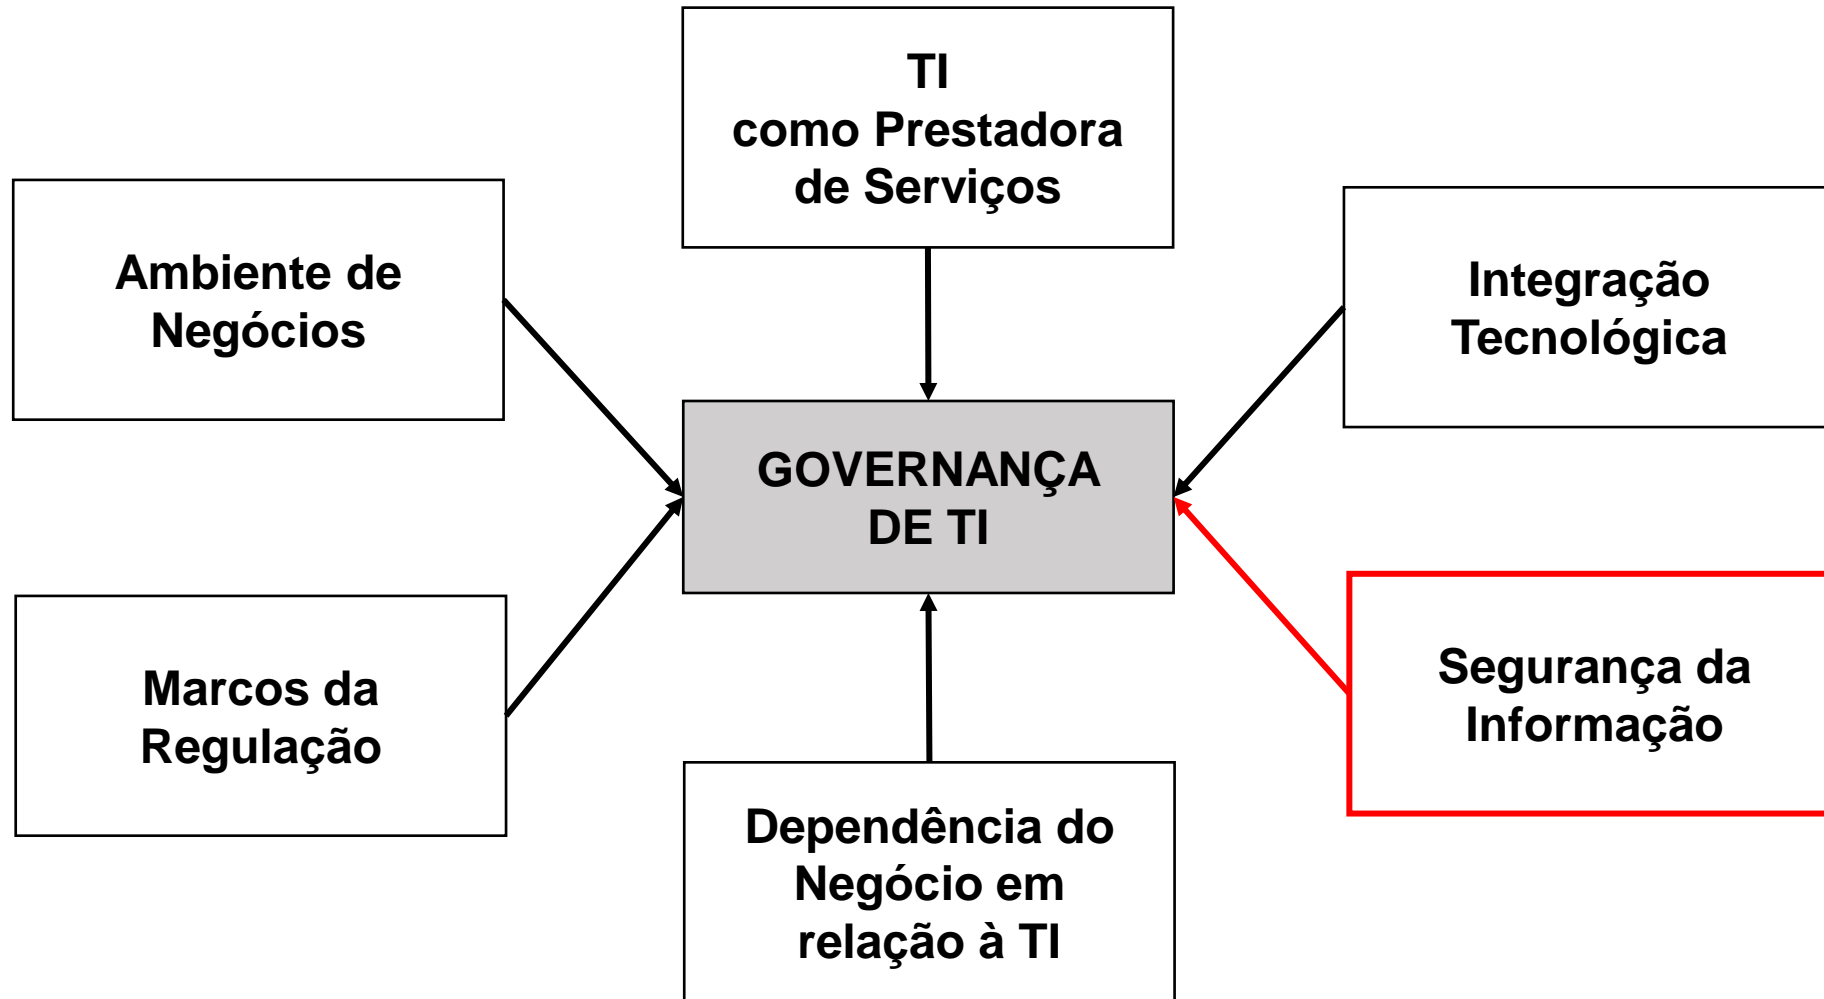 TI
como Prestadora
de Serviços
Ambiente de
Negócios
Integração
Tecnológica
GOVERNANÇA
DE TI
Marcos da
Regulação
Segurança da
Informação
Dependência do
Negócio em
relação à TI